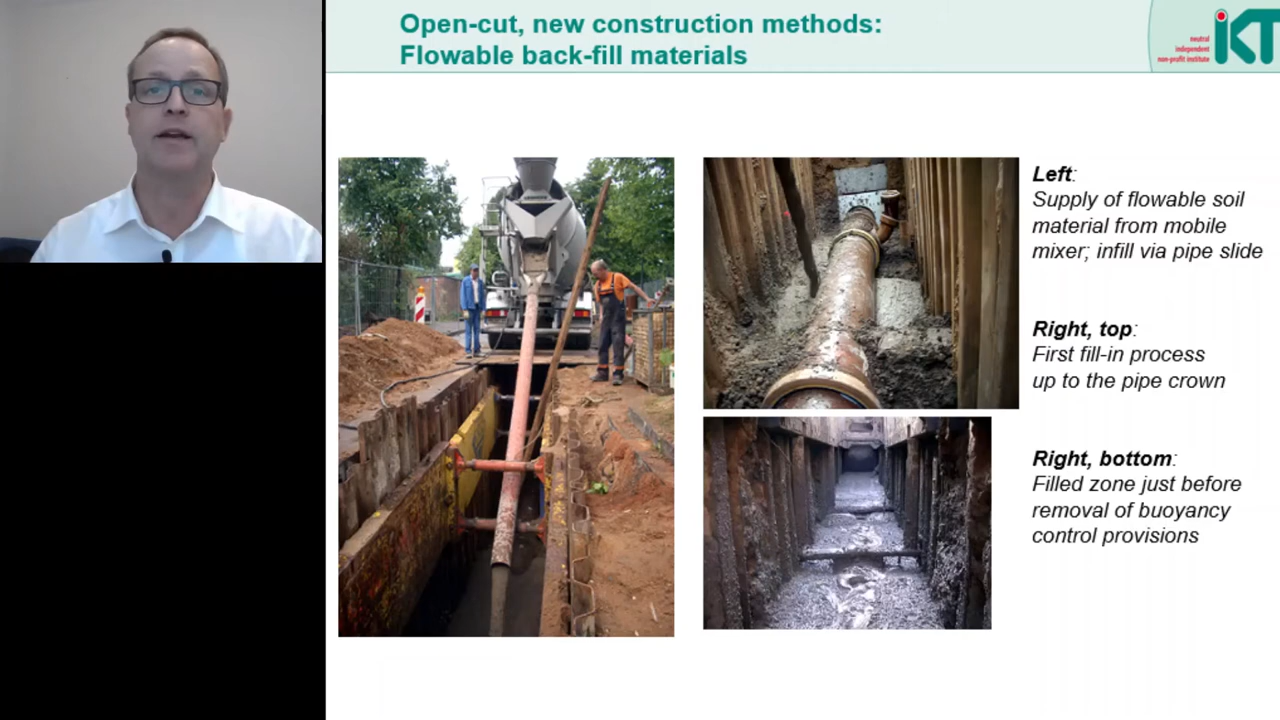 Open-cut, new construction methods:
Flowable back-fill materials
neutral
independent
non-profit institute
iKT
Left:
Supply of flowable soil
material from mobile
mixer; infill via pipe slide
Right, top:
First fill-in process
up to the pipe crown
Right, bottom:
Filled zone just before
removal of buoyancy
control provisions